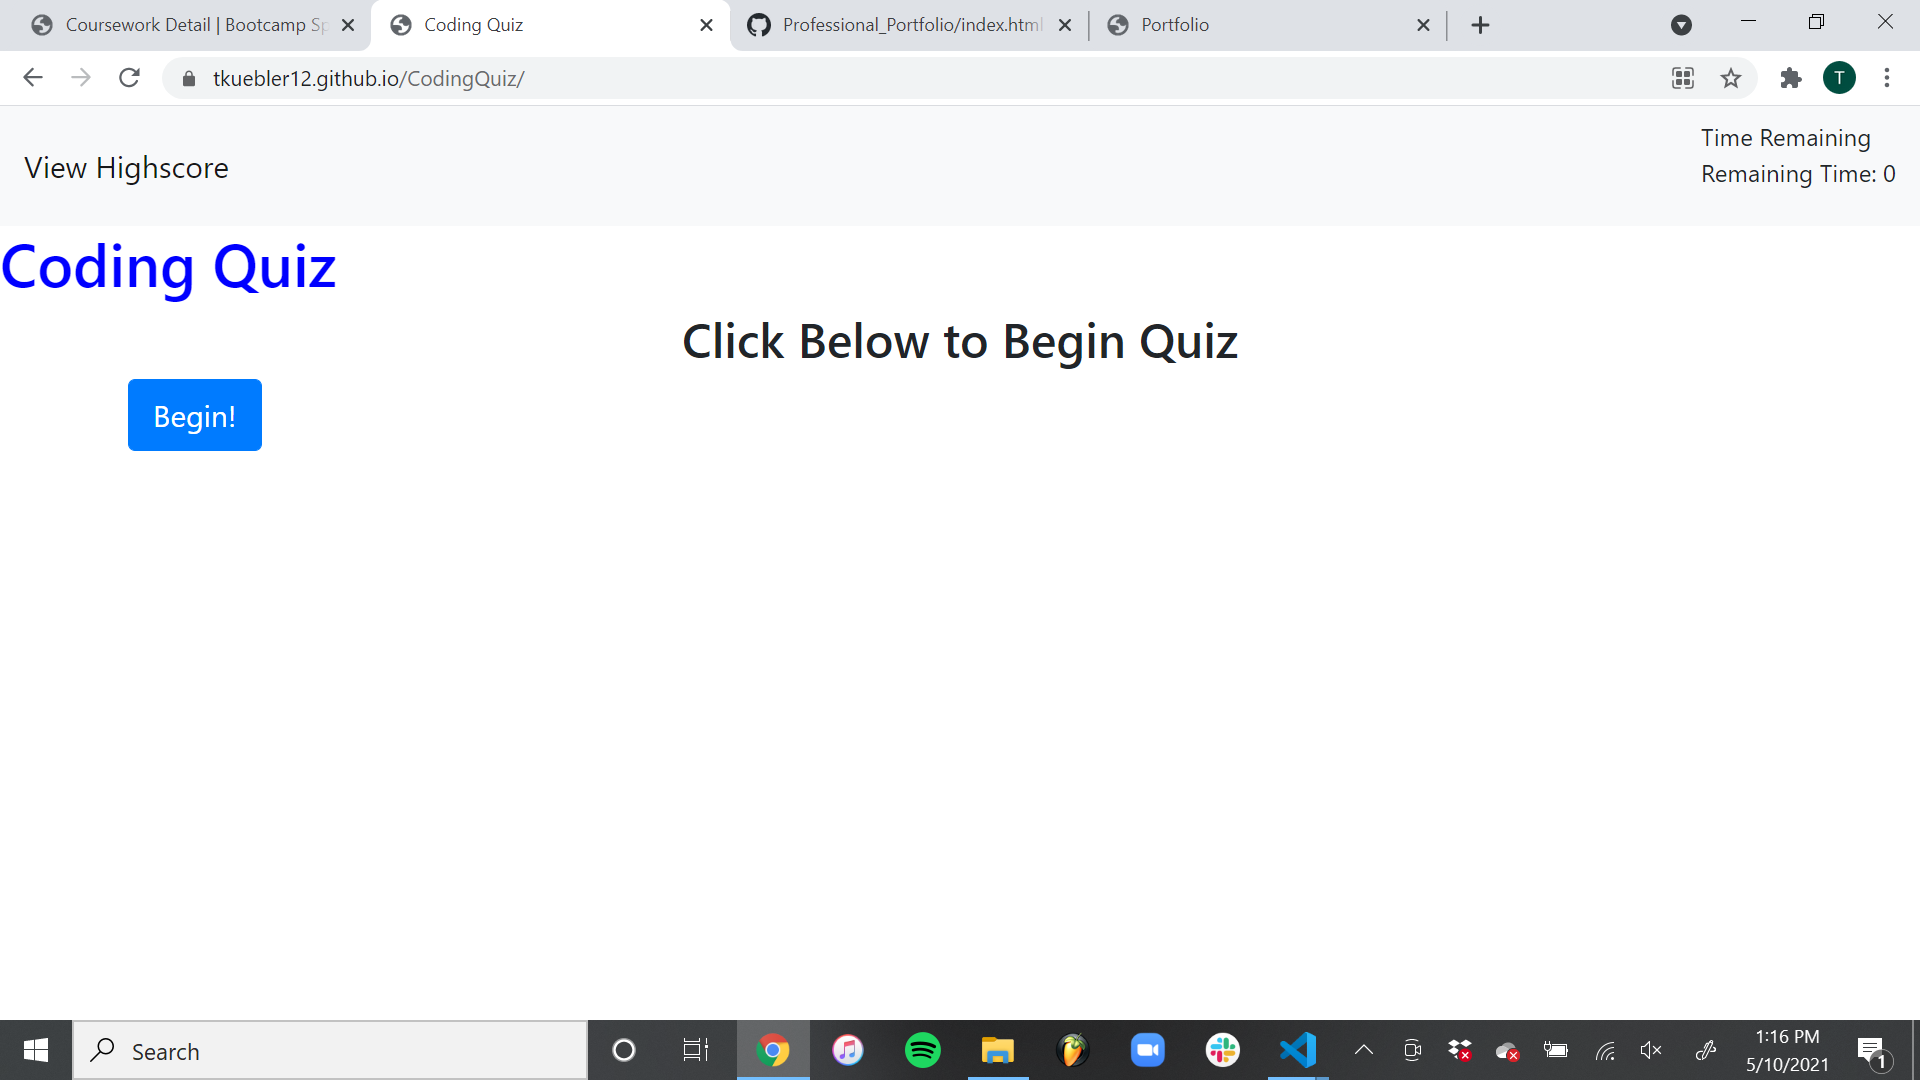 Coursework Detail | Bootcamp Sp
Coding Quiz
Professional_Portfolio/index.html
Portfolio
tkuebler12.github.io/CodingQuiz/
T
View Highscore
Time Remaining
Remaining Time: 0
Coding Quiz
Click Below to Begin Quiz
Begin!
Search
1:16 PM
5/10/2021
1